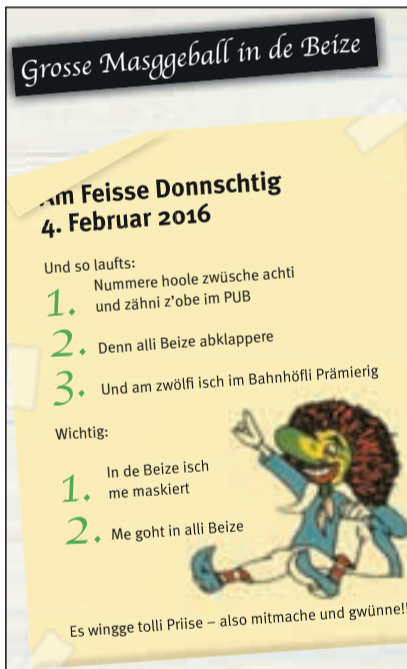 Grosse Masggeball in de Beize
Am Feisse Donnschtig
4. Februar 2016
Und so laufts:
1. Nummere hoole zwüsche achti
und zähni z'obe im PUB
2. Denn alli Beize abklappere
3. Und am zwölfi isch im Bahnhöfli Prämierig
Wichtig:
1. In de Beize isch
me maskiert
2. Me goht in alli Beize
Es wingge tolli Priise – also mitmache und gwünne!!